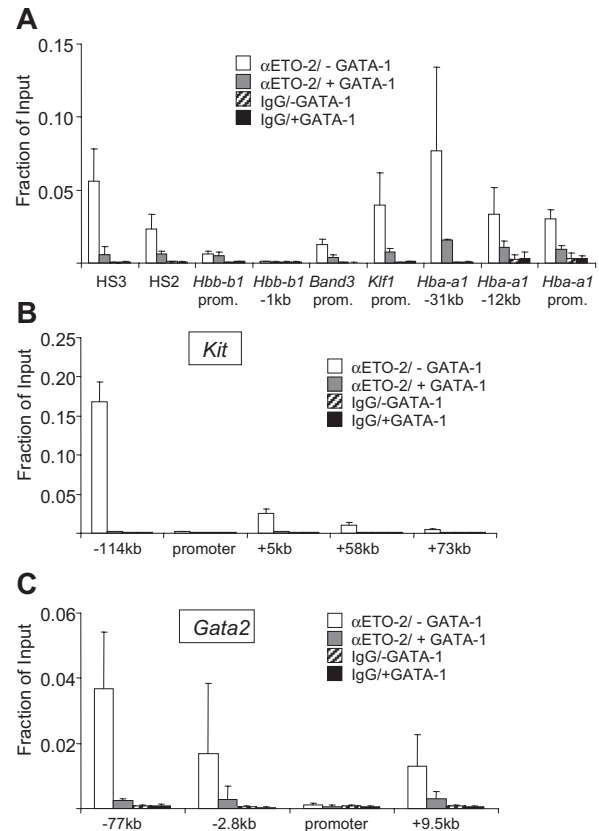 A
Fraction of Input
0.15
0.10
0.05
αETO-2/ - GATA-1
αETO-2/ + GATA-1
IgG/-GATA-1
IgG/+GATA-1
HS3 HS2 Hbb-b1 Hbb-b1 Band3 Klf1 Hba-a1 Hba-a1 Hba-a1
prom. -1kb prom. prom. -31kb -12kb prom.
B
Kit
Fraction of Input
0.25
0.20
0.15
0.10
0.05
αETO-2/ - GATA-1
αETO-2/ + GATA-1
IgG/-GATA-1
IgG/+GATA-1
-114kb promoter +5kb +58kb +73kb
C
Gata2
Fraction of Input
0.06
0.04
0.02
αETO-2/ - GATA-1
αETO-2/ + GATA-1
IgG/-GATA-1
IgG/+GATA-1
-77kb -2.8kb promoter +9.5kb